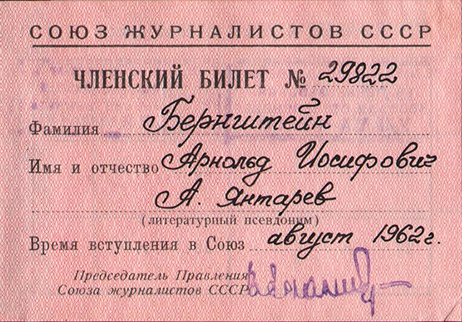 СОЮЗ ЖУРНАЛИСТОВ СССР
ЧЛЕНСКИЙ БИЛЕТ № 29822
Фамилия Бернштейн
Имя и отчество Арнольд Иосифович
А. Янтарев
(литературный псевдоним)
Время вступления в Союз август 1962 г.
Председатель Правления
Союза журналистов СССР